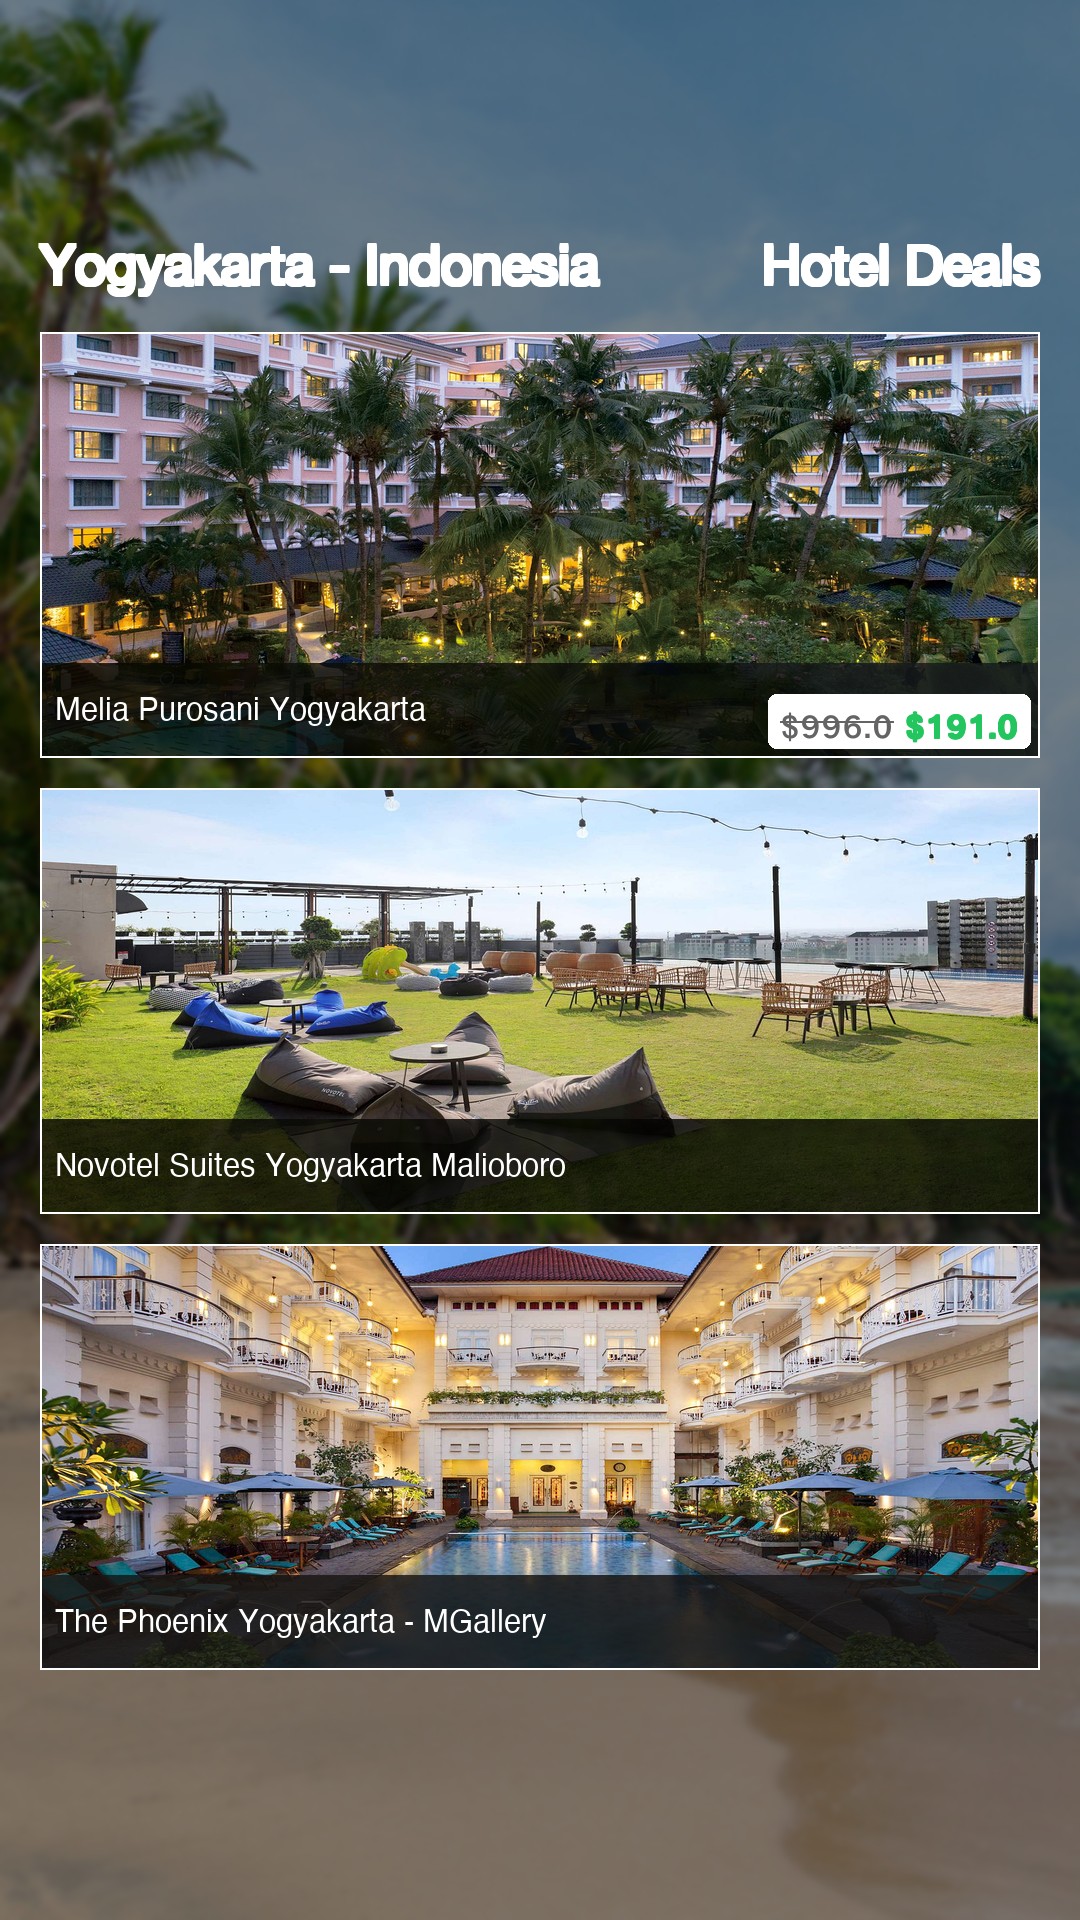 Yogyakarta - Indonesia
Hotel Deals
Melia Purosani Yogyakarta
$996.0 $191.0
NOVOTEL
Novotel Suites Yogyakarta Malioboro
The Phoenix Yogyakarta - MGallery